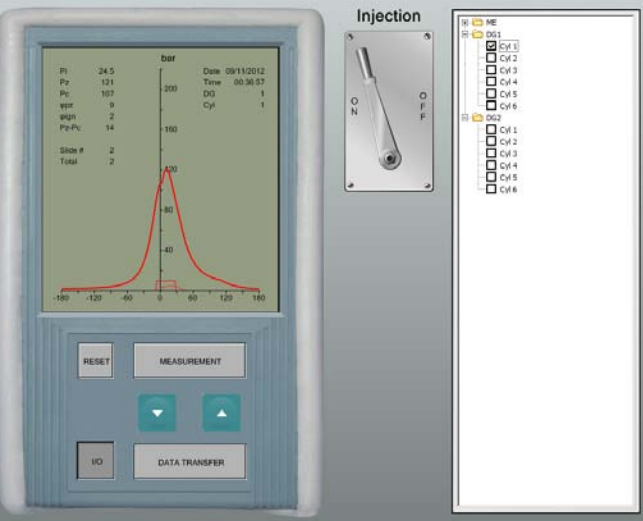 Injection
bar
PI 24.5 Date 09/11/2012
Pz 121 Time 00:36:57
Pc 107 DG 1
φpz 9 Cyl 1
φign 2
Pz-Pc 14
Slide # 2
Total 2
200
160
120
80
40
-180 -120 -60 0 60 120 180
RESET MEASUREMENT
I/O DATA TRANSFER
ON OFF
ME
DG1
Cyl 1
Cyl 2
Cyl 3
Cyl 4
Cyl 5
Cyl 6
DG2
Cyl 1
Cyl 2
Cyl 3
Cyl 4
Cyl 5
Cyl 6